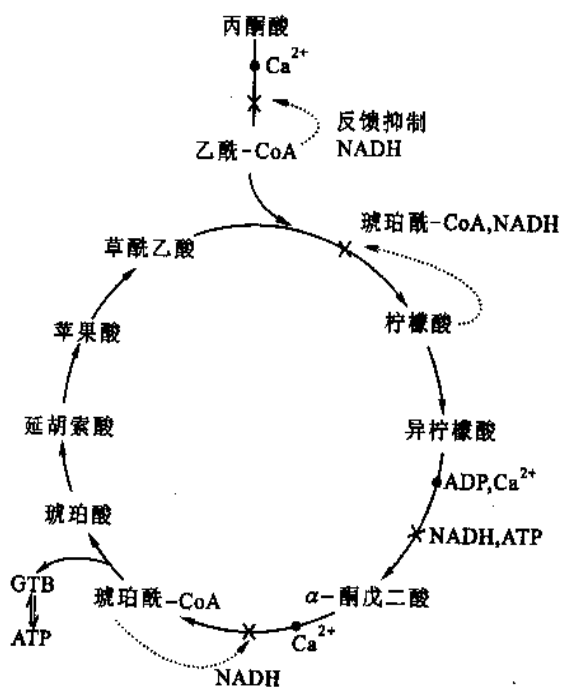 丙酮酸
Ca²⁺
反馈抑制
NADH
乙酰-CoA
琥珀酰-CoA,NADH
草酰乙酸
柠檬酸
苹果酸
延胡索酸
异柠檬酸
ADP,Ca²⁺
琥珀酸
NADH,ATP
GTB
琥珀酰-CoA
α-酮戊二酸
ATP
Ca²⁺
NADH